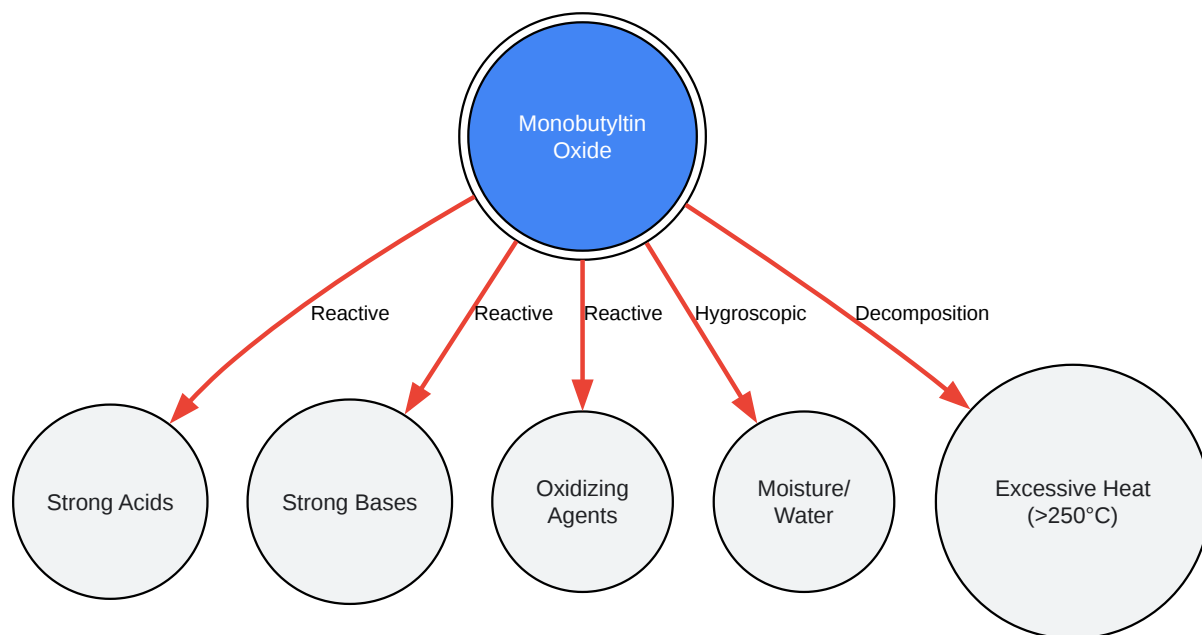 Monobutyltin
Oxide
Reactive
Reactive
Reactive
Hygroscopic
Decomposition
Strong Acids
Strong Bases
Oxidizing
Agents
Moisture/
Water
Excessive Heat
(>250°C)